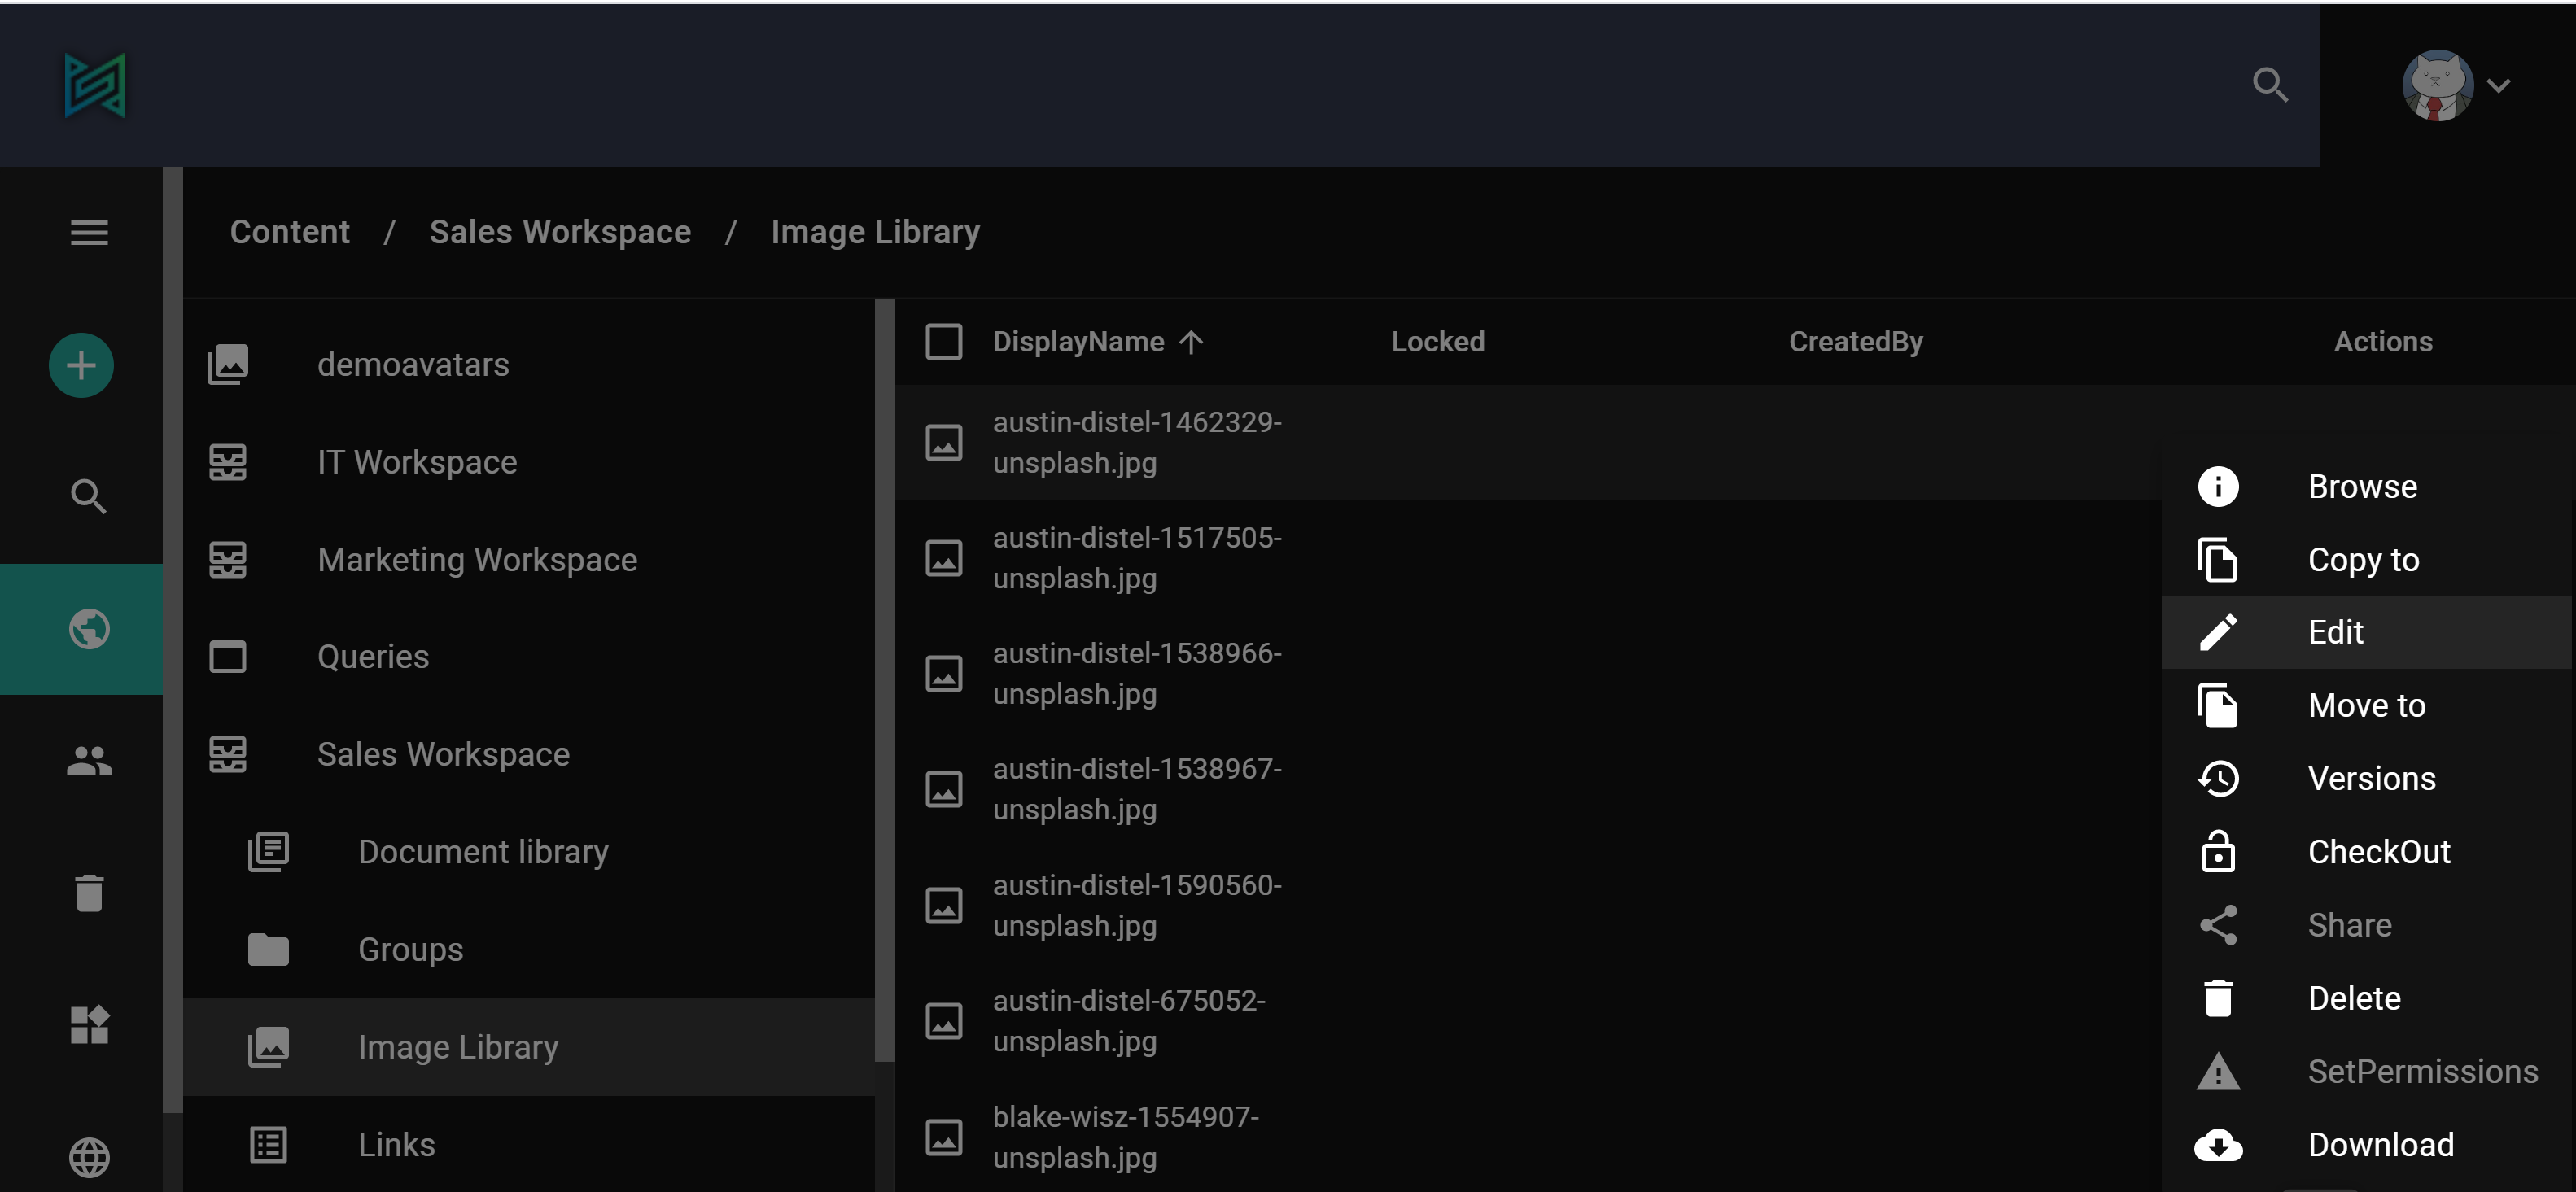 Content / Sales Workspace / Image Library
demoavatars
IT Workspace
Marketing Workspace
Queries
Sales Workspace
Document library
Groups
Image Library
Links
DisplayName Locked CreatedBy Actions
austin-distel-1462329-
unsplash.jpg
austin-distel-1517505-
unsplash.jpg
austin-distel-1538966-
unsplash.jpg
austin-distel-1538967-
unsplash.jpg
austin-distel-1590560-
unsplash.jpg
austin-distel-675052-
unsplash.jpg
blake-wisz-1554907-
unsplash.jpg
Browse
Copy to
Edit
Move to
Versions
CheckOut
Share
Delete
SetPermissions
Download